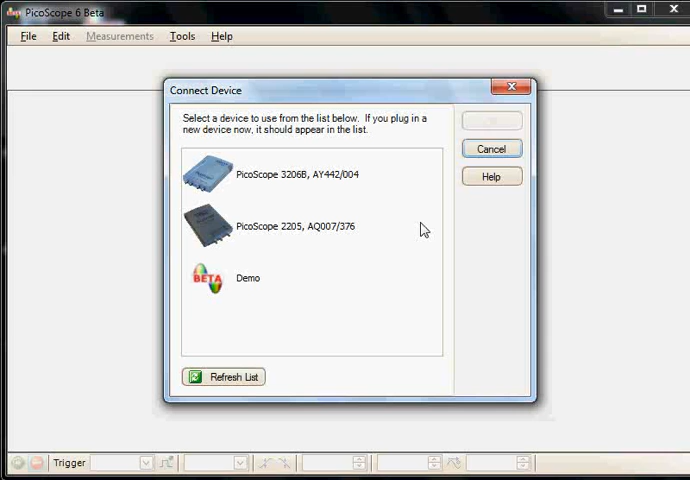 PicoScope 6 Beta
File Edit Measurements Tools Help
Connect Device
Select a device to use from the list below. If you plug in a
new device now, it should appear in the list.
Cancel
Help
PicoScope 3206B, AY442/004
PicoScope 2205, AQ007/376
BETA
Demo
Refresh List
Trigger